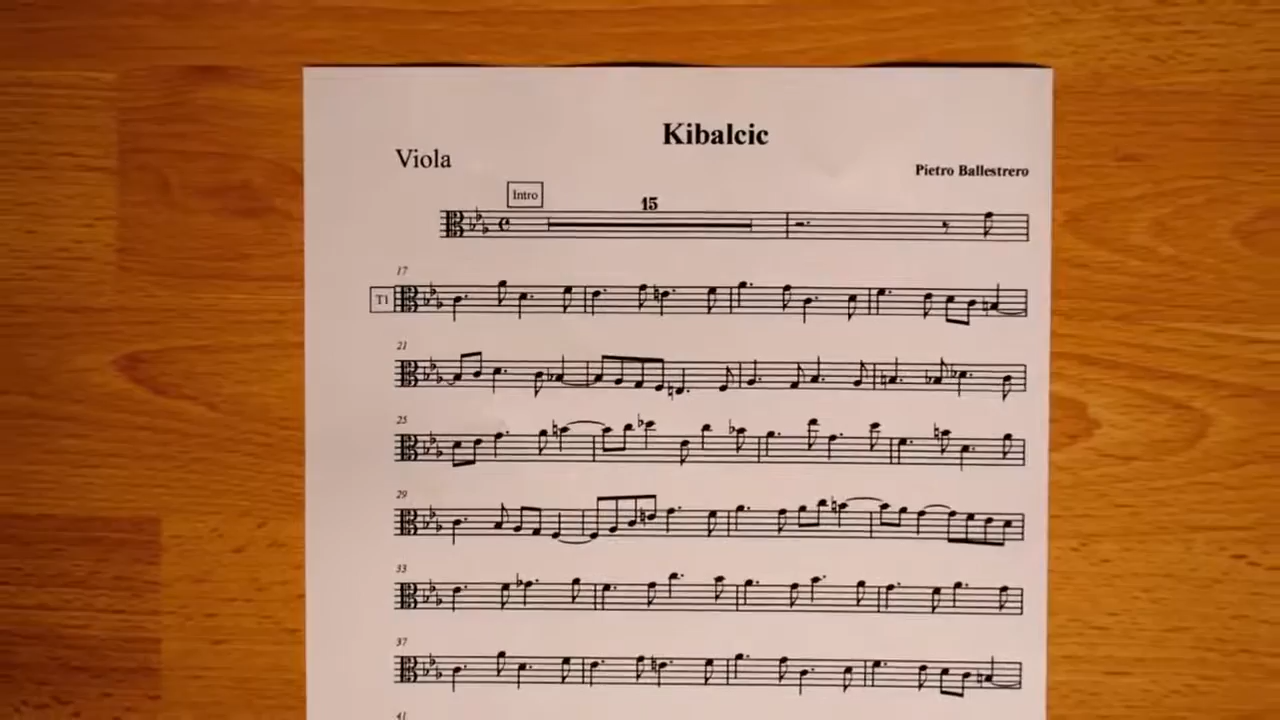 Kibalcic
Viola
Pietro Ballestrero
Intro
15
17
T1
21
25
29
33
37
41